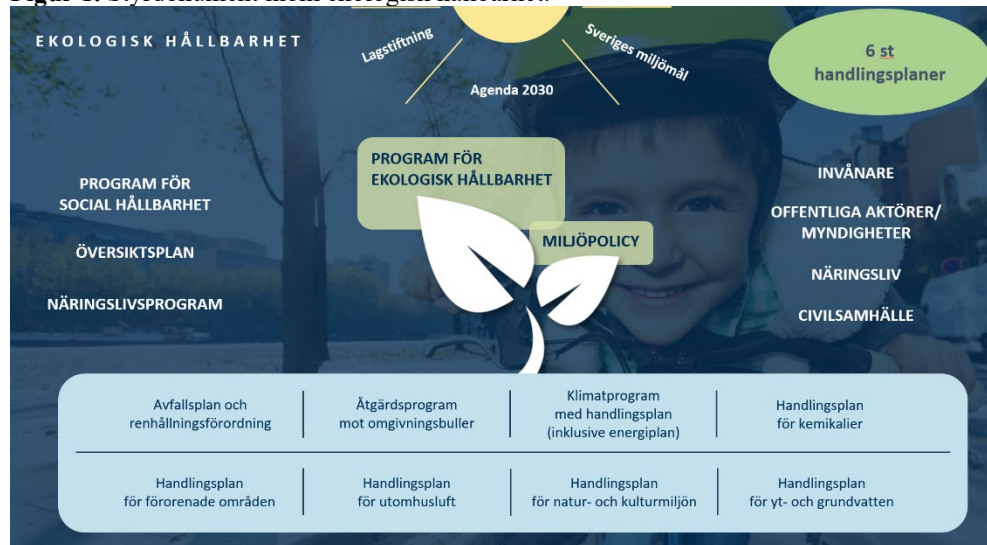 EKOLOGISK HÅLLBARHET
Lagstiftning
Sveriges miljömål
Agenda 2030
6 st
handlingsplaner
PROGRAM FÖR
EKOLOGISK HÅLLBARHET
MILJÖPOLICY
PROGRAM FÖR
SOCIAL HÅLLBARHET
ÖVERSIKTSPLAN
NÄRINGSLIVSPROGRAM
INVÅNARE
OFFENTLIGA AKTÖRER/
MYNDIGHETER
NÄRINGSLIV
CIVILSAMHÄLLE
Avfallsplan och
renhållningsförordning
Åtgärdsprogram
mot omgivningsbuller
Klimatprogram
med handlingsplan
(inklusive energiplan)
Handlingsplan
för kemikalier
Handlingsplan
för förorenade områden
Handlingsplan
för utomhusluft
Handlingsplan
för natur- och kulturmiljön
Handlingsplan
för yt- och grundvatten